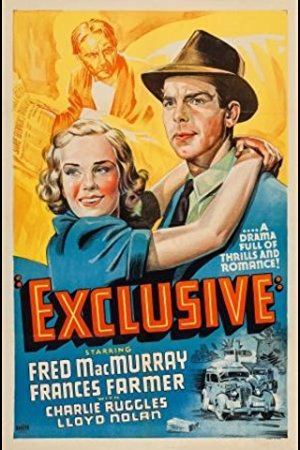 ....A
DRAMA
FULL OF
THRILLS AND
ROMANCE!
"EXCLUSIVE"
STARRING
FRED MACMURRAY
FRANCES FARMER
WITH
CHARLIE RUGGLES
LLOYD NOLAN